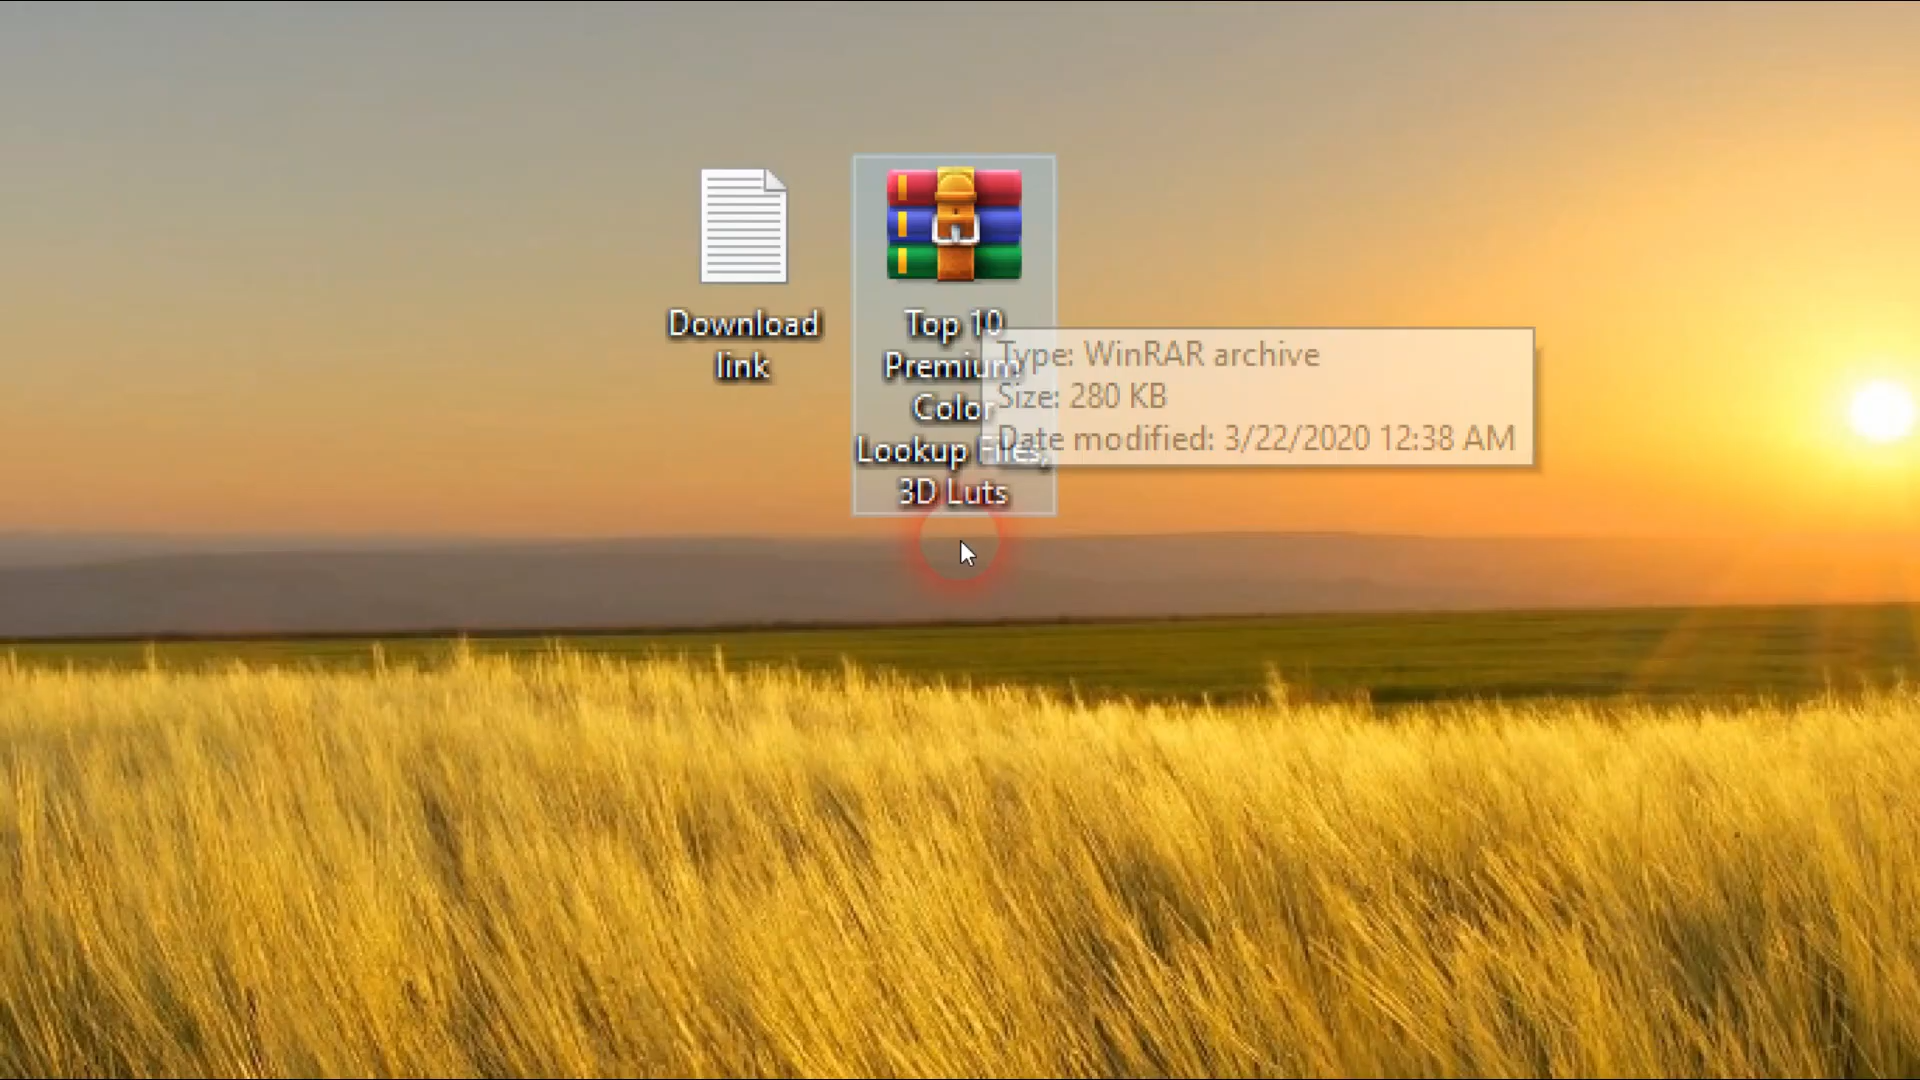 Download
link
Top 10
Premium
Color
Lookup Files,
3D Luts
Type: WinRAR archive
Size: 280 KB
Date modified: 3/22/2020 12:38 AM